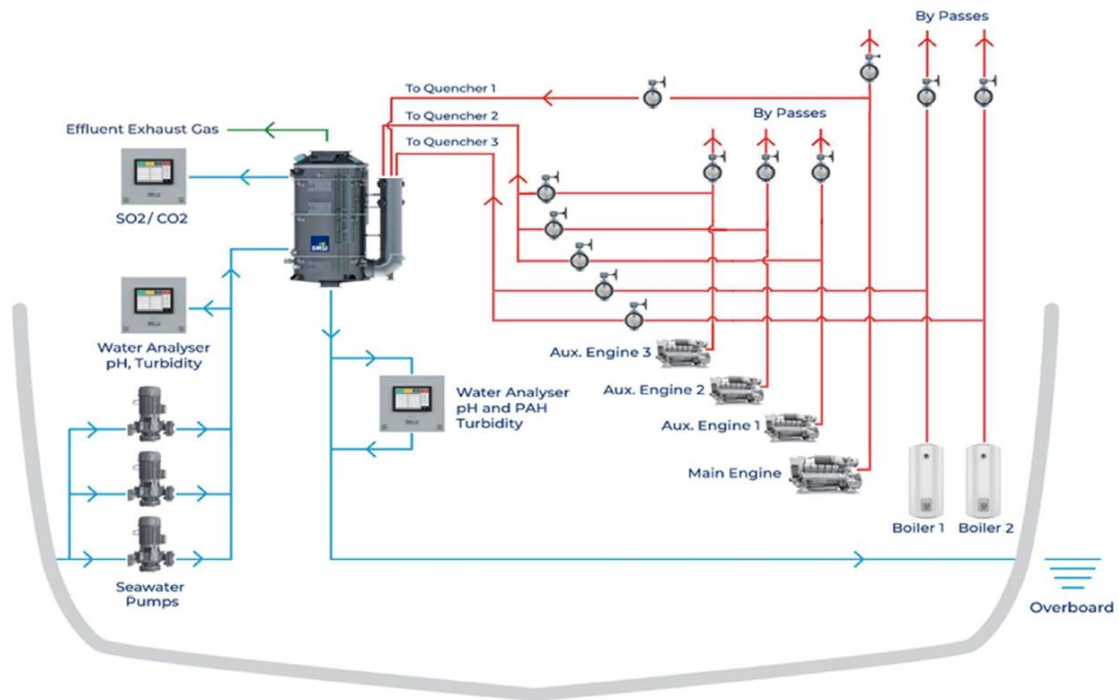 By Passes
To Quencher 1
To Quencher 2
To Quencher 3
By Passes
Effluent Exhaust Gas
SO2/ CO2
Water Analyser
pH, Turbidity
Water Analyser
pH and PAH
Turbidity
Aux. Engine 3
Aux. Engine 2
Aux. Engine 1
Main Engine
Boiler 1
Boiler 2
Seawater
Pumps
Overboard